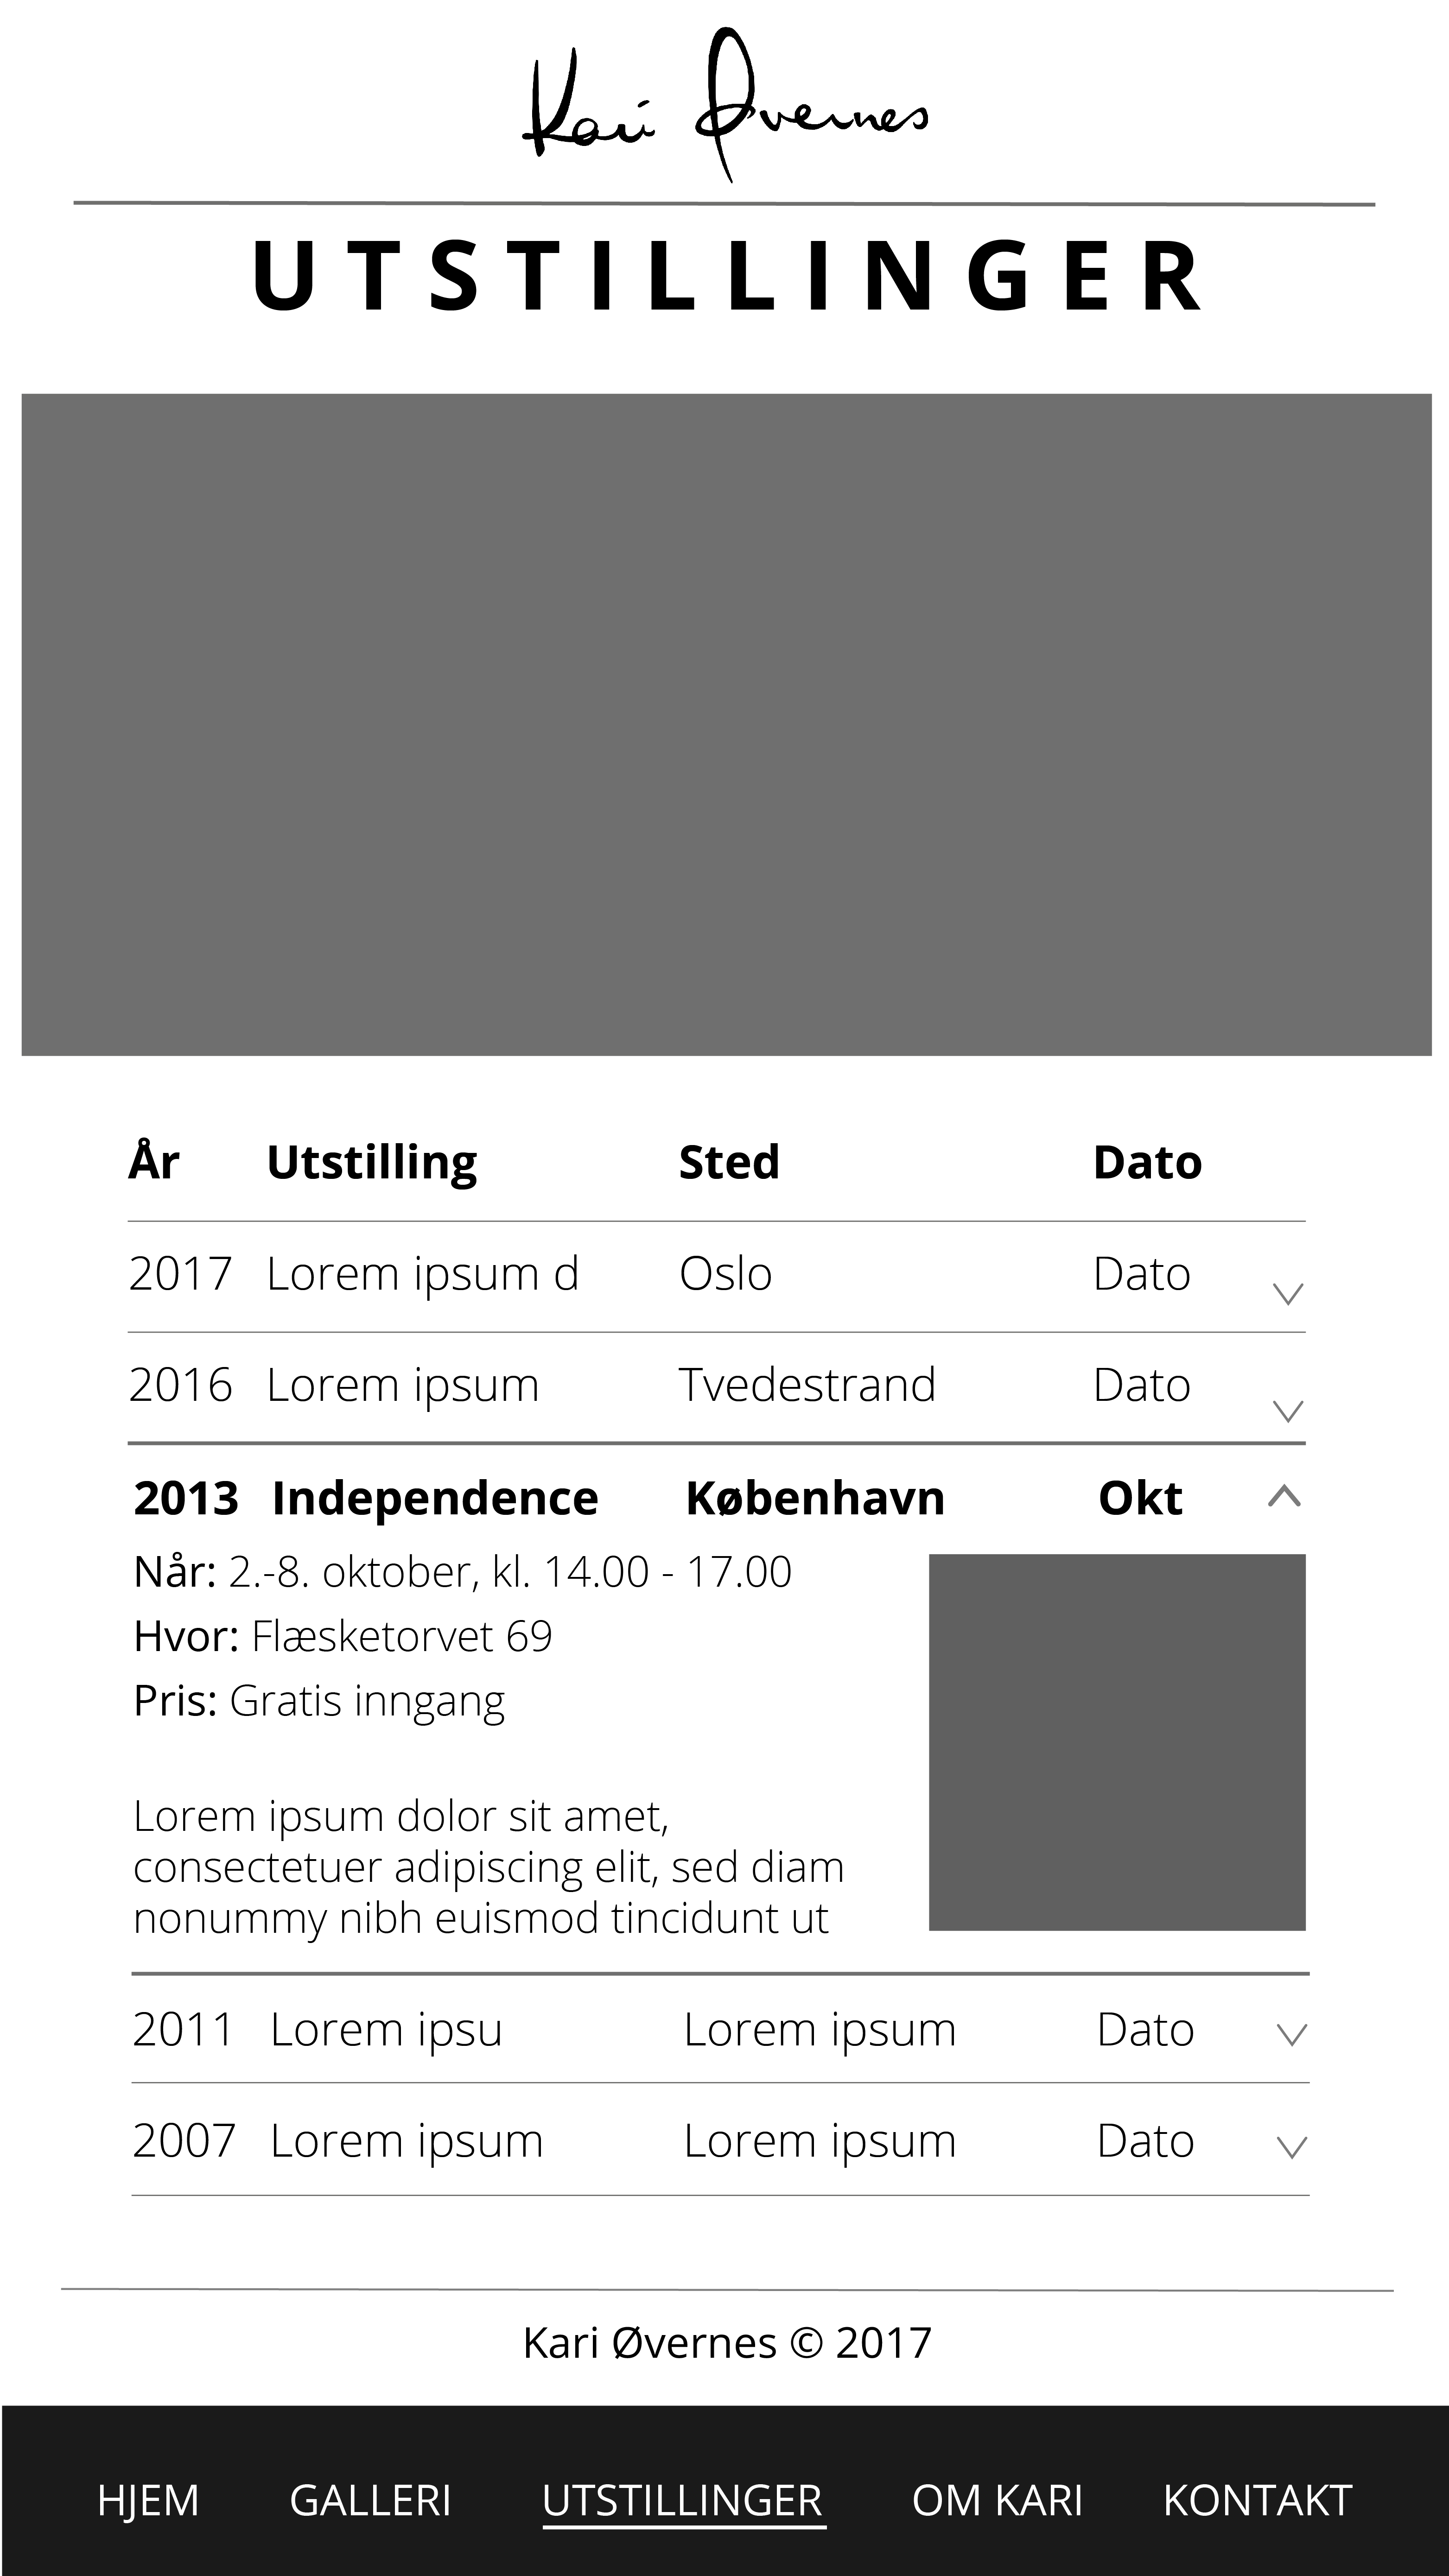 Kari Øvernes
UTSTILLINGER
År Utstilling Sted Dato
2017 Lorem ipsum d Oslo Dato
2016 Lorem ipsum Tvedestrand Dato
2013 Independence København Okt
Når: 2.-8. oktober, kl. 14.00 - 17.00
Hvor: Flæsketorvet 69
Pris: Gratis inngang
Lorem ipsum dolor sit amet,
consectetuer adipiscing elit, sed diam
nonummy nibh euismod tincidunt ut
2011 Lorem ipsu Lorem ipsum Dato
2007 Lorem ipsum Lorem ipsum Dato
Kari Øvernes © 2017
HJEM GALLERI UTSTILLINGER OM KARI KONTAKT